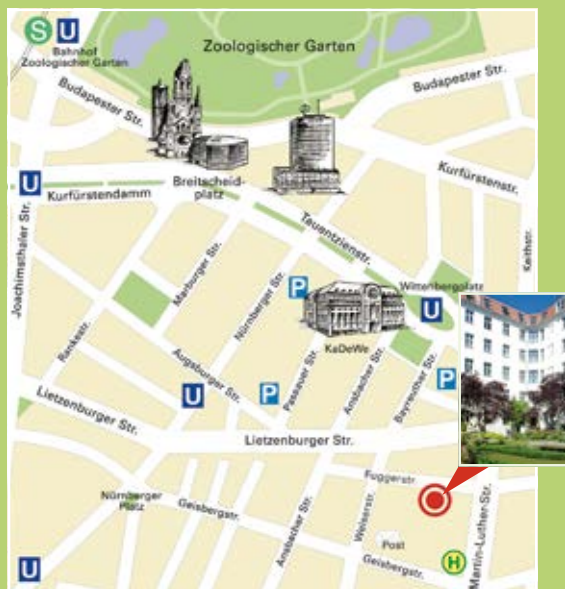 S U
Bahnhof
Zoologischer Garten
Zoologischer Garten
Budapester Str.
Budapester Str.
Breitscheid-
platz
U
Kurfürstendamm
Kurfürstenstr.
Tauentzienstr.
Keithstr.
Joachimsthaler Str.
Marburger Str.
Nürnberger Str.
Rankestr.
P
Wittenbergplatz
U
KaDeWe
Augsburger Str.
Passauer Str.
Ansbacher Str.
Bayreuther Str.
U
P
P
Lietzenburger Str.
Lietzenburger Str.
Fuggerstr.
Nürnberger
Platz
Geisbergstr.
Ansbacher Str.
Welserstr.
Martin-Luther-Str.
Post
Geisbergstr.
H
U